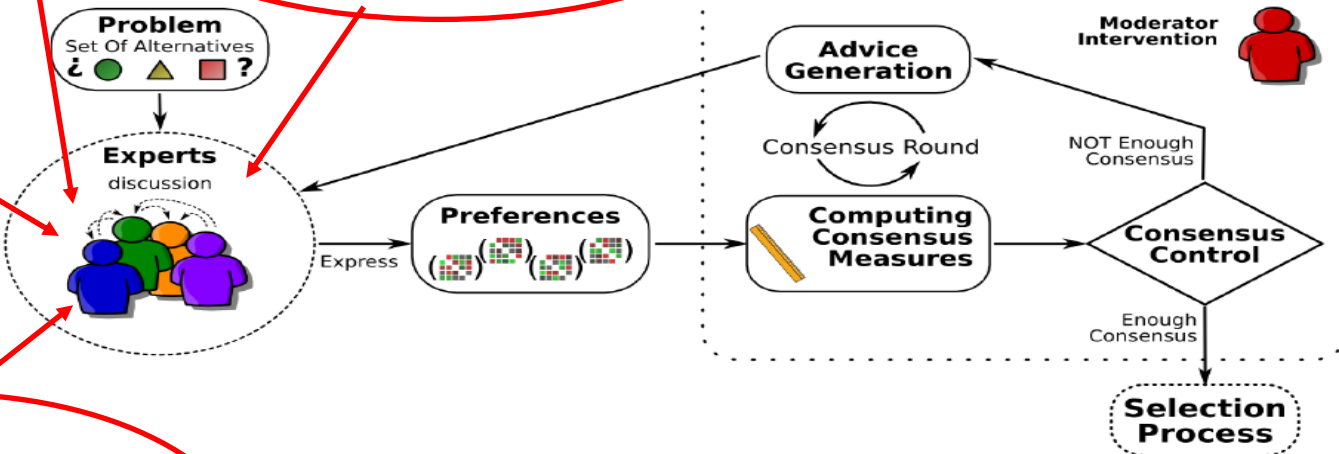 Problem
Set Of Alternatives
¿ ?
Experts
discussion
Express
Preferences
( ) ( ) ( ) ( )
Advice
Generation
Consensus Round
Computing
Consensus
Measures
Moderator
Intervention
NOT Enough
Consensus
Consensus
Control
Enough
Consensus
Selection
Process